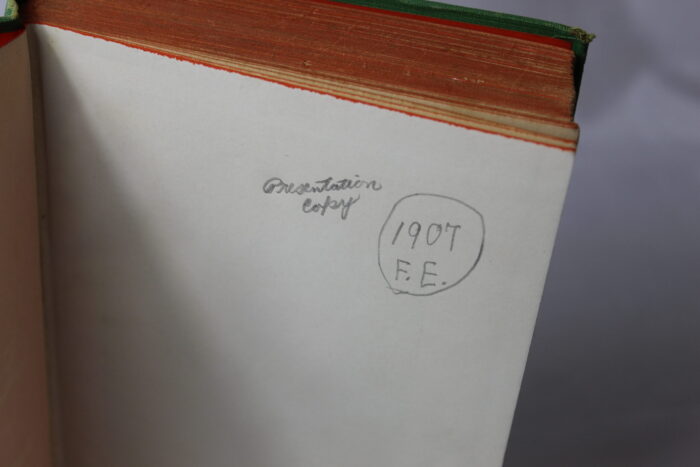 Presentation
copy
1907
F.E.